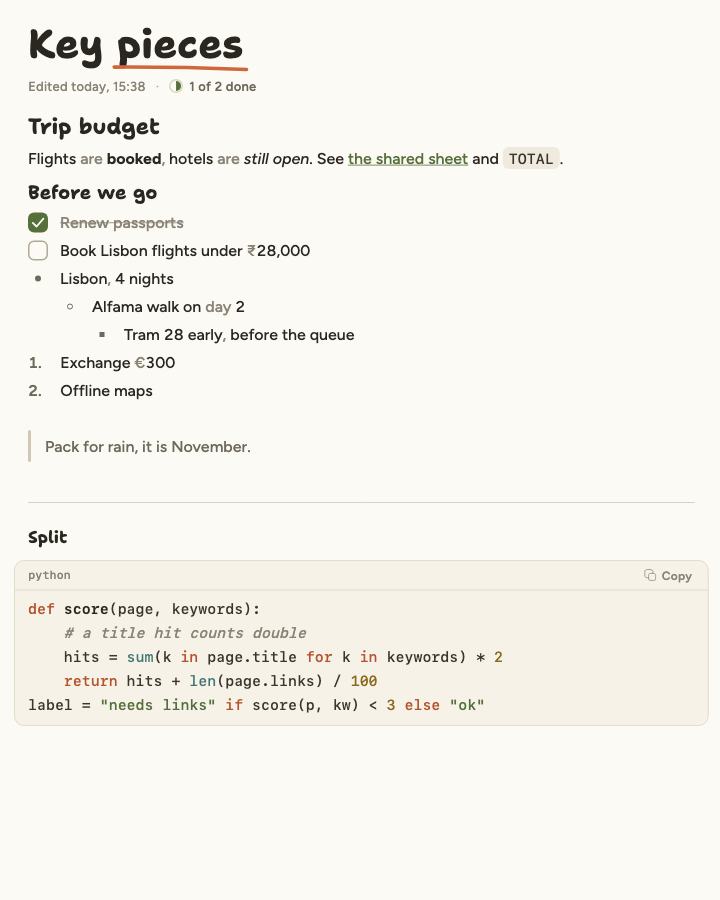 Key pieces
Edited today, 15:38 · 1 of 2 done
Trip budget
Flights are booked, hotels are still open. See the shared sheet and TOTAL.
Before we go
Renew passports
Book Lisbon flights under ₹28,000
Lisbon, 4 nights
Alfama walk on day 2
Tram 28 early, before the queue
1. Exchange €300
2. Offline maps
Pack for rain, it is November.
Split
python Copy
def score(page, keywords):
    # a title hit counts double
    hits = sum(k in page.title for k in keywords) * 2
    return hits + len(page.links) / 100
label = "needs links" if score(p, kw) < 3 else "ok"